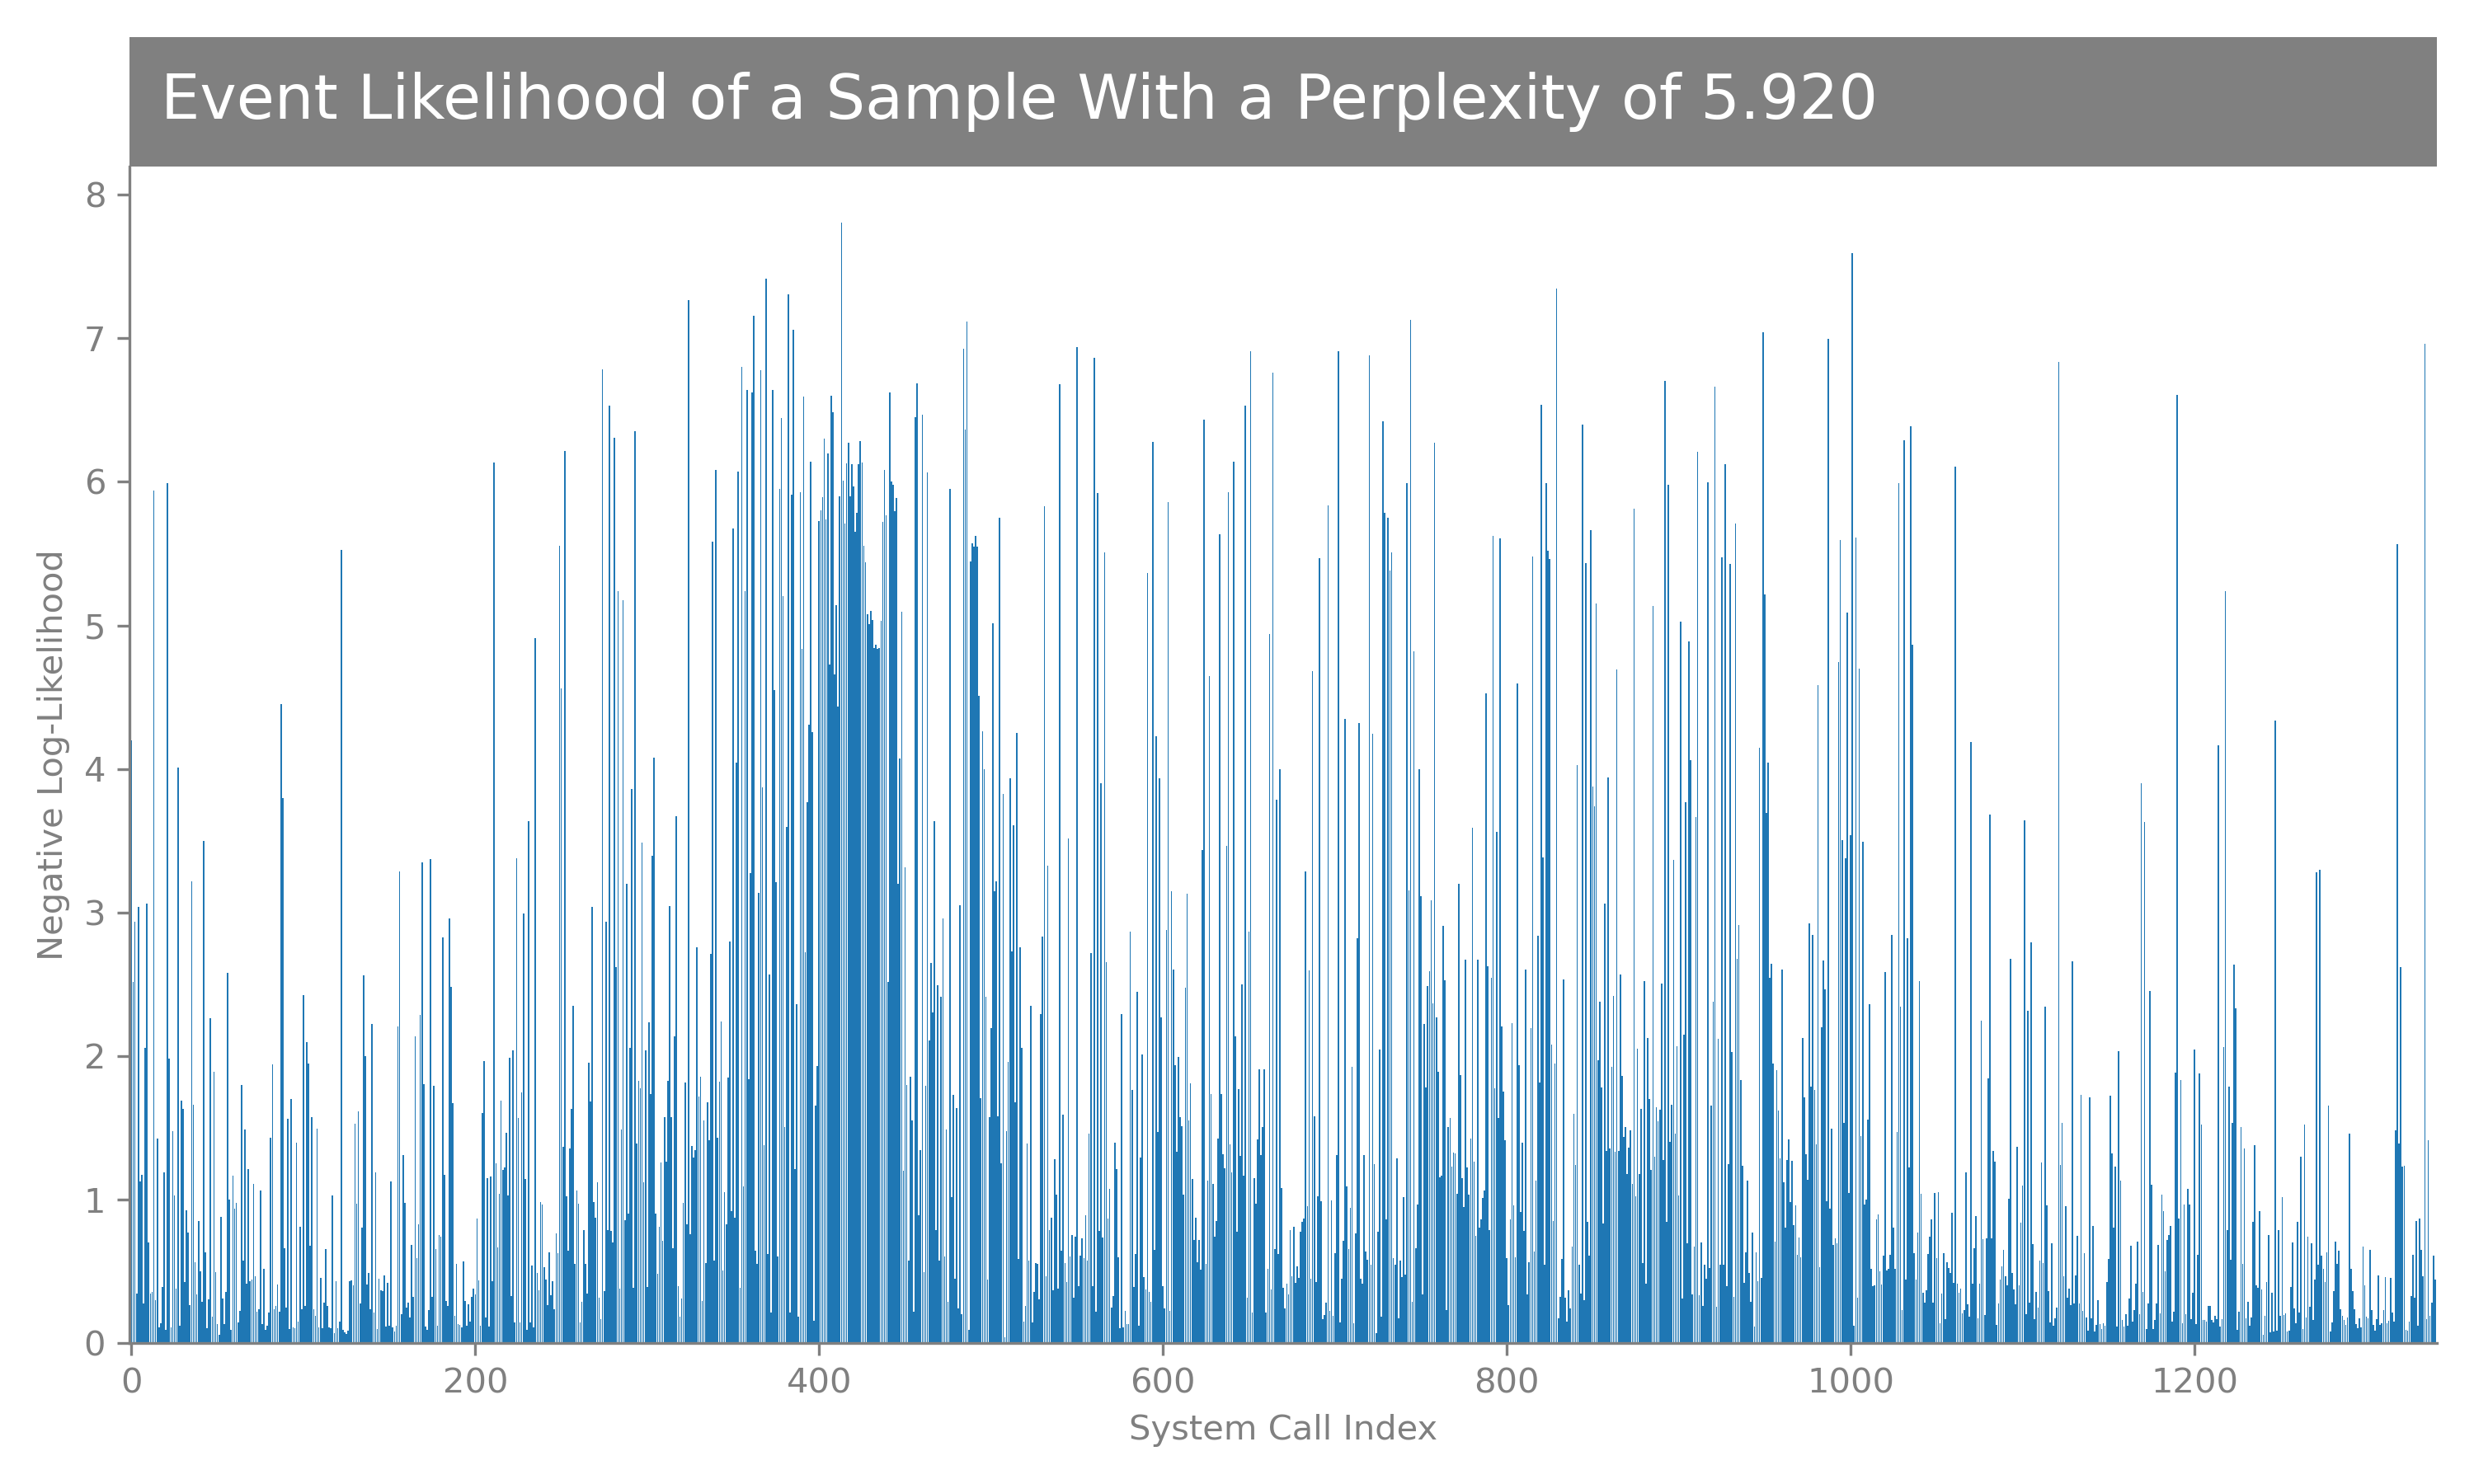 Event Likelihood of a Sample With a Perplexity of 5.920
8
7
6
5
4
3
2
1
0
Negative Log-Likelihood
0 200 400 600 800 1000 1200
System Call Index